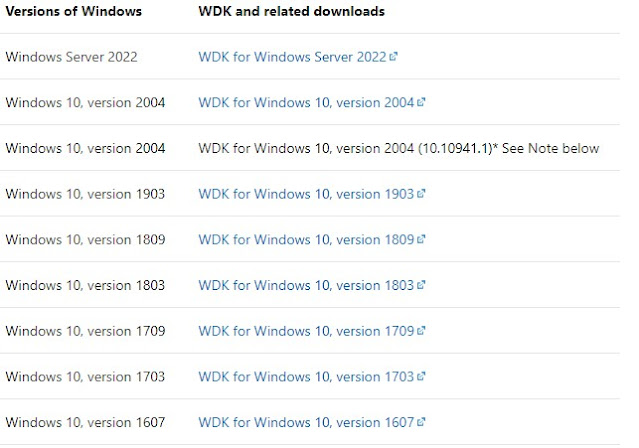 Versions of Windows WDK and related downloads
Windows Server 2022 WDK for Windows Server 2022
Windows 10, version 2004 WDK for Windows 10, version 2004
Windows 10, version 2004 WDK for Windows 10, version 2004 (10.10941.1)* See Note below
Windows 10, version 1903 WDK for Windows 10, version 1903
Windows 10, version 1809 WDK for Windows 10, version 1809
Windows 10, version 1803 WDK for Windows 10, version 1803
Windows 10, version 1709 WDK for Windows 10, version 1709
Windows 10, version 1703 WDK for Windows 10, version 1703
Windows 10, version 1607 WDK for Windows 10, version 1607